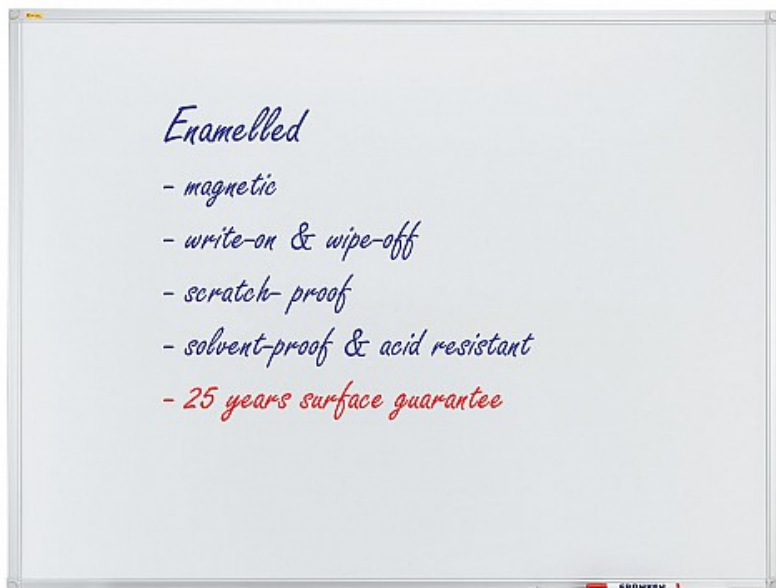 Enamelled
- magnetic
- write-on & wipe-off
- scratch- proof
- solvent-proof & acid resistant
- 25 years surface guarantee